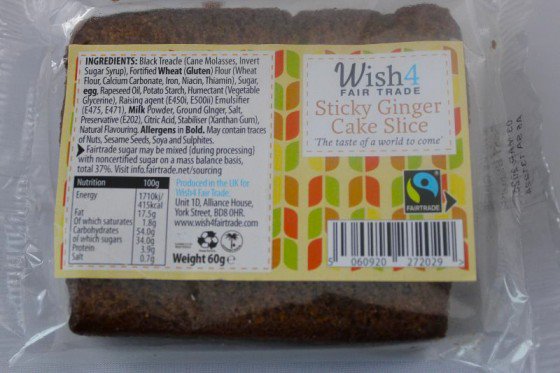 INGREDIENTS: Black Treacle (Cane Molasses, Invert
Sugar Syrup), Fortified Wheat (Gluten) Flour (Wheat
Flour, Calcium Carbonate, Iron, Niacin, Thiamin), Sugar,
egg, Rapeseed Oil, Potato Starch, Humectant (Vegetable
Glycerine), Raising agent (E450i, E500ii) Emulsifier
(E475, E471), Milk Powder, Ground Ginger, Salt,
Preservative (E202), Citric Acid, Stabiliser (Xanthan Gum),
Natural Flavouring. Allergens in Bold. May contain traces
of Nuts, Sesame Seeds, Soya and Sulphites.
Fairtrade sugar may be mixed (during processing)
with noncertified sugar on a mass balance basis,
total 37%. Visit info.fairtrade.net/sourcing
Nutrition 100g
Energy 1710kj/
415kcal
Fat 17.5g
Of which saturates 1.8g
Carbohydrates 54.0g
of which sugars 34.0g
Protein 3.9g
Salt 0.7g
Produced in the UK for
Wish4 Fair Trade:
Unit 1D, Alliance House,
York Street, BD8 0HR.
www.wish4fairtrade.com
Weight 60g e
Wish4
FAIR TRADE
Sticky Ginger
Cake Slice
'The taste of a world to come'
FAIRTRADE
5 060920 272029 >